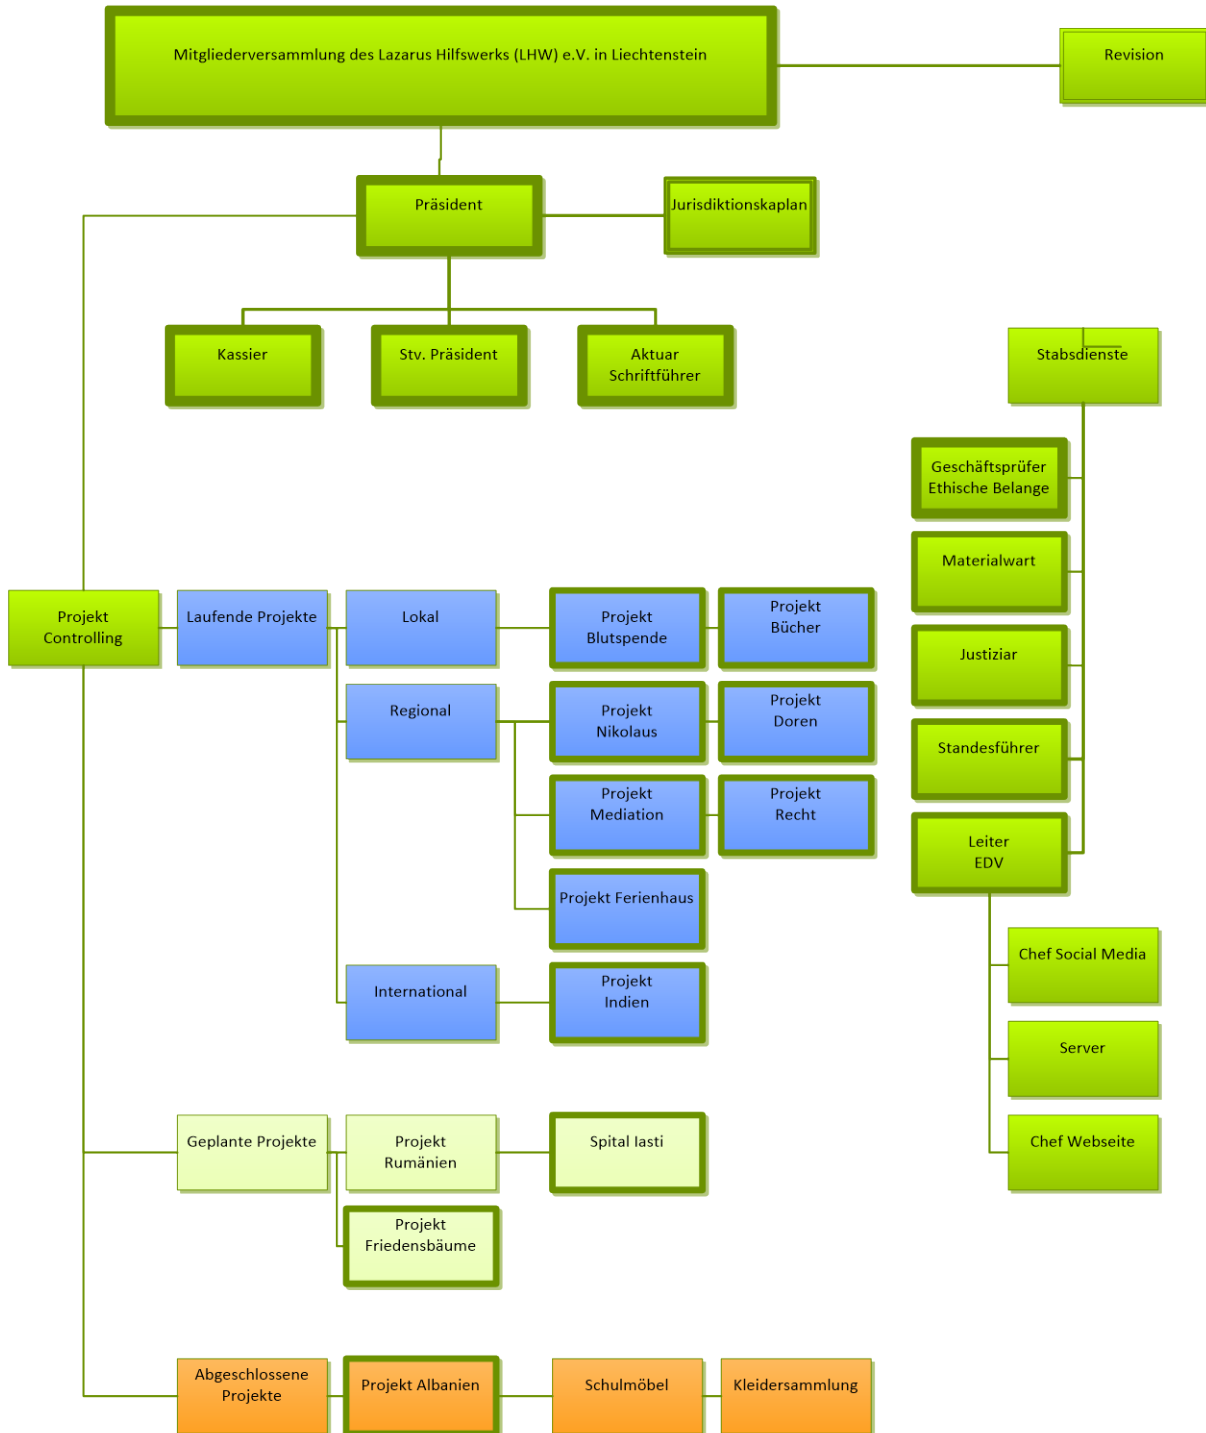 Mitgliederversammlung des Lazarus Hilfswerks (LHW) e.V. in Liechtenstein
Revision
Präsident
Jurisdiktionskaplan
Kassier
Stv. Präsident
Aktuar
Schriftführer
Stabsdienste
Geschäftsprüfer
Ethische Belange
Materialwart
Justiziar
Standesführer
Leiter
EDV
Chef Social Media
Server
Chef Webseite
Projekt
Controlling
Laufende Projekte
Lokal
Projekt
Blutspende
Projekt
Bücher
Regional
Projekt
Nikolaus
Projekt
Doren
Projekt
Mediation
Projekt
Recht
Projekt Ferienhaus
International
Projekt
Indien
Geplante Projekte
Projekt
Rumänien
Spital Iasti
Projekt
Friedensbäume
Abgeschlossene
Projekte
Projekt Albanien
Schulmöbel
Kleidersammlung